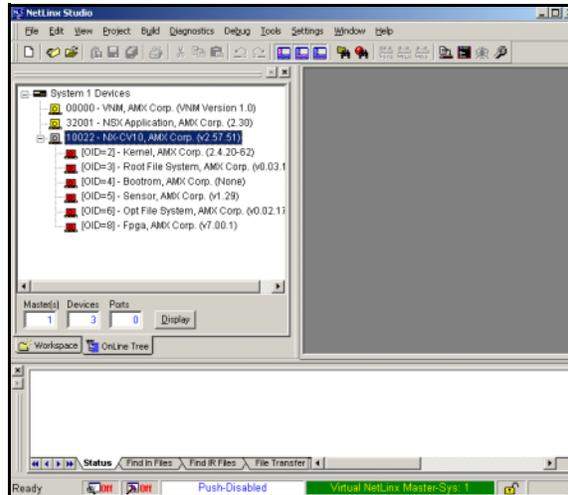 NetLinx Studio
File Edit View Project Build Diagnostics Debug Tools Settings Window Help
System 1 Devices
00000 - VNM, AMX Corp. (VNM Version 1.0)
32001 - NSX Application, AMX Corp. (2.30)
10022 - NX-CV10, AMX Corp. (v2.57.51)
[OID=2] - Kernel, AMX Corp. (2.4.20-62)
[OID=3] - Root File System, AMX Corp. (v0.03.1
[OID=4] - Bootrom, AMX Corp. (None)
[OID=5] - Sensor, AMX Corp. (v1.29)
[OID=6] - Opt File System, AMX Corp. (v0.02.17
[OID=8] - Fpga, AMX Corp. (v7.00.1)
Master(s) Devices Ports
1 3 0 Display
Workspace OnLine Tree
Status Find In Files Find IR Files File Transfer
Ready Off Off Push-Disabled Virtual NetLinx Master-Sys: 1